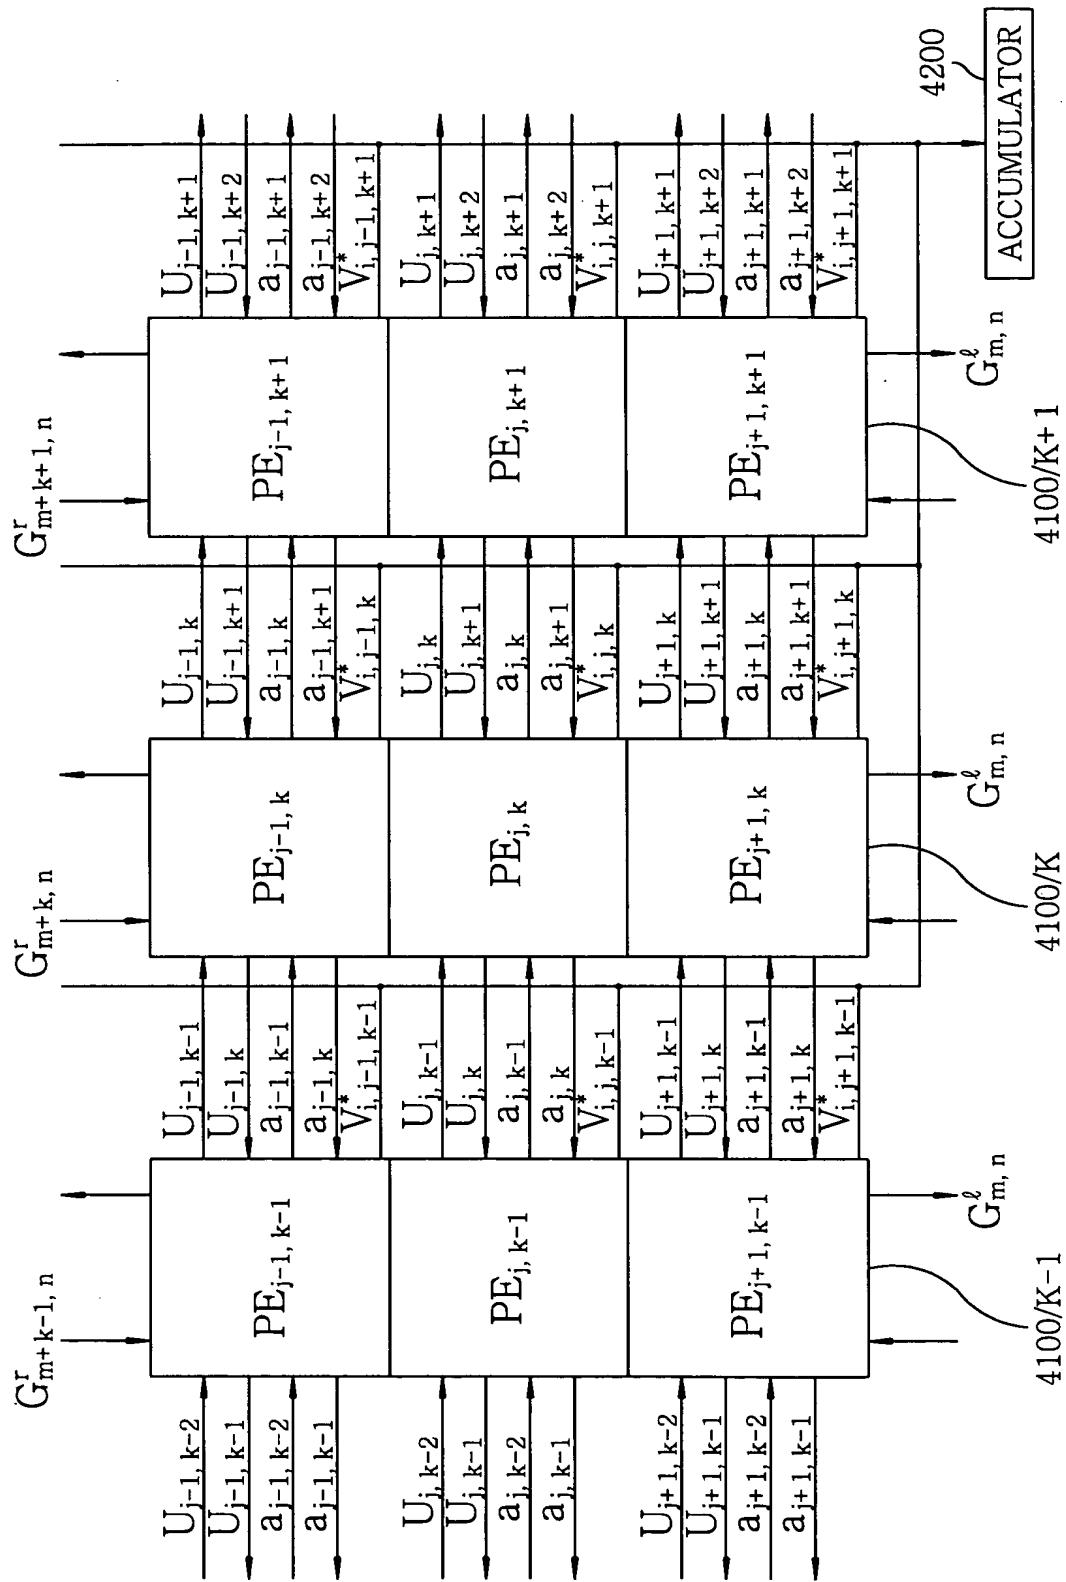 G^r_{m+k-1, n}
G^r_{m+k, n}
G^r_{m+k+1, n}
U_{j-1, k-2}
U_{j-1, k-1}
a_{j-1, k-2}
a_{j-1, k-1}
PE_{j-1, k-1}
U_{j-1, k-1}
U_{j-1, k}
a_{j-1, k-1}
a_{j-1, k}
V^*_{i, j-1, k-1}
PE_{j-1, k}
U_{j-1, k}
U_{j-1, k+1}
a_{j-1, k}
a_{j-1, k+1}
V^*_{i, j-1, k}
PE_{j-1, k+1}
U_{j-1, k+1}
U_{j-1, k+2}
a_{j-1, k+1}
a_{j-1, k+2}
V^*_{i, j-1, k+1}
U_{j, k-2}
U_{j, k-1}
a_{j, k-2}
a_{j, k-1}
PE_{j, k-1}
U_{j, k-1}
U_{j, k}
a_{j, k-1}
a_{j, k}
V^*_{i, j, k-1}
PE_{j, k}
U_{j, k}
U_{j, k+1}
a_{j, k}
a_{j, k+1}
V^*_{i, j, k}
PE_{j, k+1}
U_{j, k+1}
U_{j, k+2}
a_{j, k+1}
a_{j, k+2}
V^*_{i, j, k+1}
U_{j+1, k-2}
U_{j+1, k-1}
a_{j+1, k-2}
a_{j+1, k-1}
PE_{j+1, k-1}
U_{j+1, k-1}
U_{j+1, k}
a_{j+1, k-1}
a_{j+1, k}
V^*_{i, j+1, k-1}
PE_{j+1, k}
U_{j+1, k}
U_{j+1, k+1}
a_{j+1, k}
a_{j+1, k+1}
V^*_{i, j+1, k}
PE_{j+1, k+1}
U_{j+1, k+1}
U_{j+1, k+2}
a_{j+1, k+1}
a_{j+1, k+2}
V^*_{i, j+1, k+1}
G^ℓ_{m, n}
G^ℓ_{m, n}
G^ℓ_{m, n}
4200
4100/K-1
4100/K
4100/K+1
ACCUMULATOR